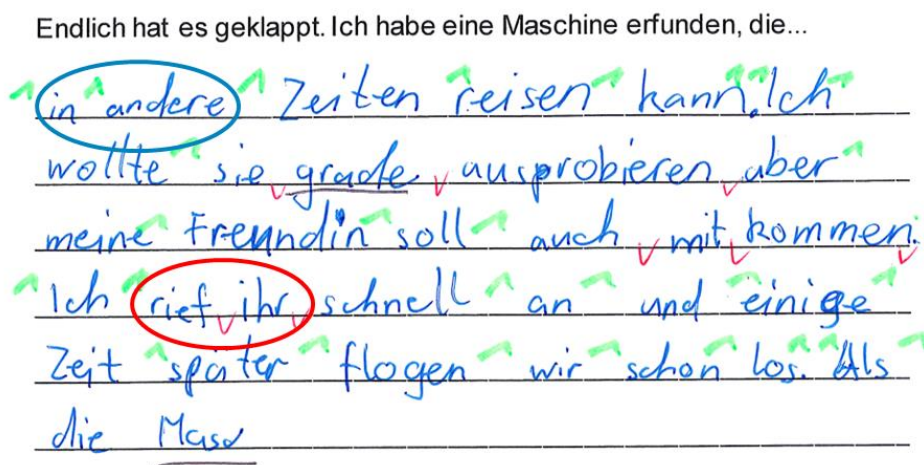 Endlich hat es geklappt. Ich habe eine Maschine erfunden, die...
in andere Zeiten reisen kann. Ich
wollte sie grade ausprobieren aber
meine Freundin soll auch mit kommen.
Ich rief ihr schnell an und einige
Zeit später flogen wir schon los. Als
die Masch